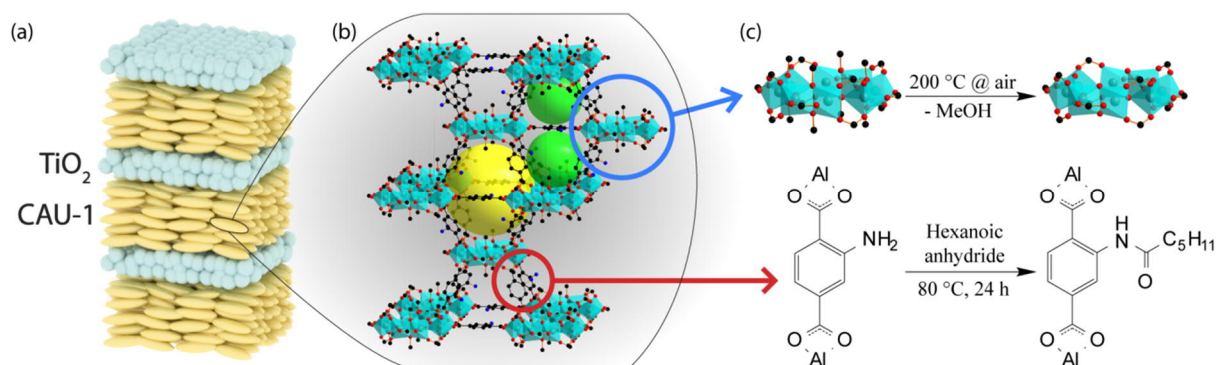 (a)
(b)
(c)
TiO2
CAU-1
200 °C @ air
- MeOH
Al
O O
NH2
O O
Al
Hexanoic
anhydride
80 °C, 24 h
Al
O O
H
N
C5H11
O
O O
Al